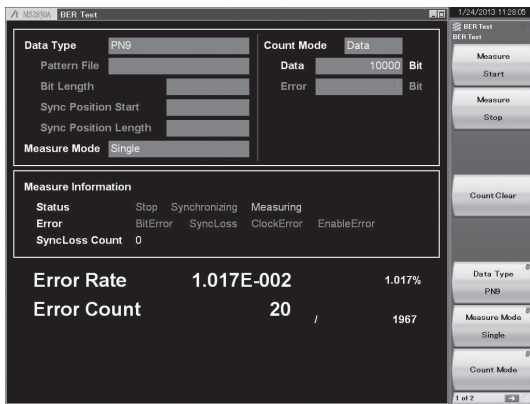 MS2830A BER Test
1/24/2013 11:28:05
BER Test
BER Test
Data Type PN9
Pattern File
Bit Length
Sync Position Start
Sync Position Length
Measure Mode Single
Count Mode Data
Data 10000 Bit
Error 1 Bit
Measure Information
Status Stop Synchronizing Measuring
Error BitError SyncLoss ClockError EnableError
SyncLoss Count 0
Error Rate 1.017E-002 1.017%
Error Count 20 / 1967
Measure
Start
Measure
Stop
Count Clear
Data Type
PN9
Measure Mode
Single
Count Mode
1 of 2